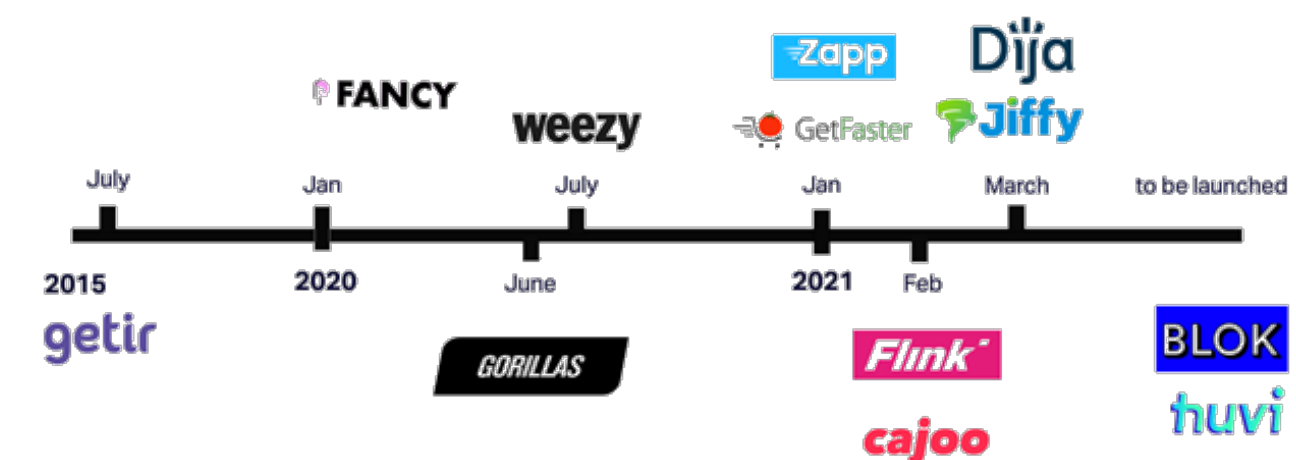 Zapp
Dija
FANCY
weezy
GetFaster
Jiffy
July
Jan
July
Jan
March
to be launched
2015
2020
June
2021
Feb
getir
GORILLAS
Flink
BLOK
cajoo
huvi